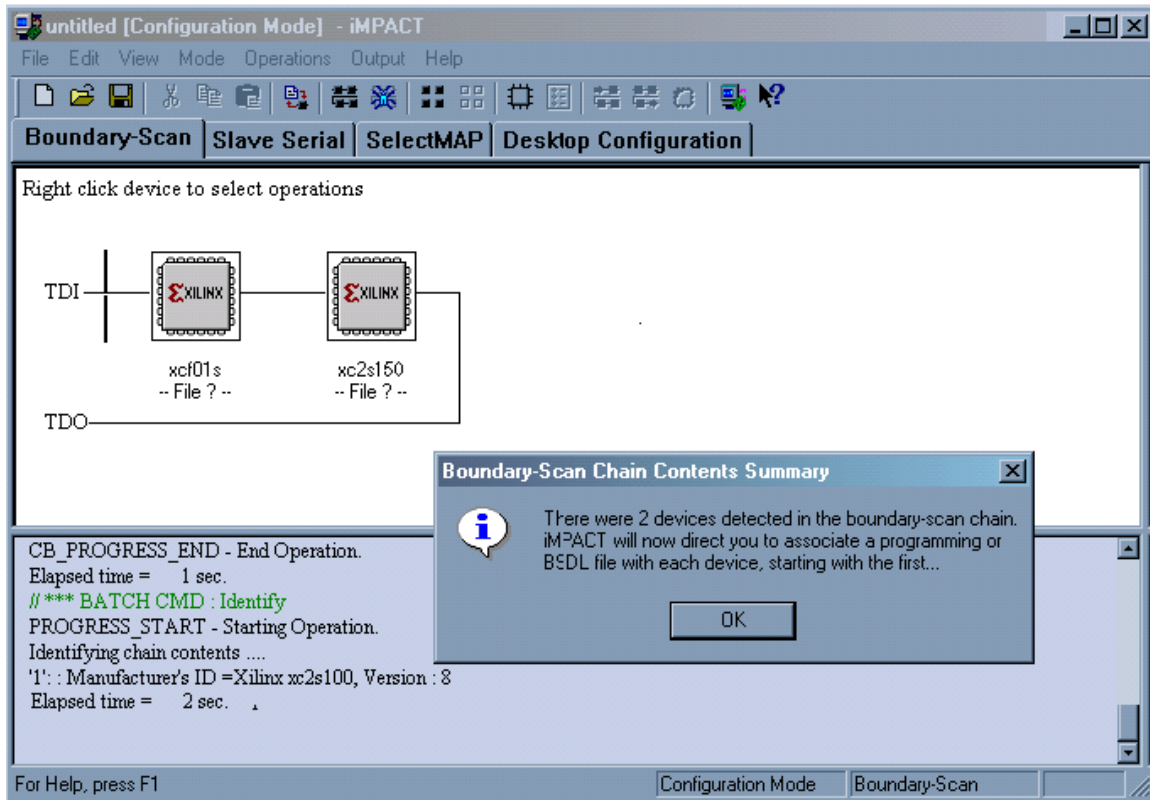 untitled [Configuration Mode] - iMPACT
File Edit View Mode Operations Output Help
Boundary-Scan Slave Serial SelectMAP Desktop Configuration
Right click device to select operations
TDI
ΣXILINX ΣXILINX
xcf01s xc2s150
-- File ? -- -- File ? --
TDO
Boundary-Scan Chain Contents Summary
There were 2 devices detected in the boundary-scan chain.
iMPACT will now direct you to associate a programming or
BSDL file with each device, starting with the first...
OK
CB_PROGRESS_END - End Operation.
Elapsed time = 1 sec.
// *** BATCH CMD : Identify
PROGRESS_START - Starting Operation.
Identifying chain contents ....
'1': : Manufacturer's ID =Xilinx xc2s100, Version : 8
Elapsed time = 2 sec.
For Help, press F1
Configuration Mode Boundary-Scan